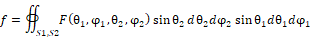 f = ∯_{S1,S2} F(θ₁, φ₁, θ₂, φ₂) sin θ₂ dθ₂dφ₂ sin θ₁dθ₁dφ₁